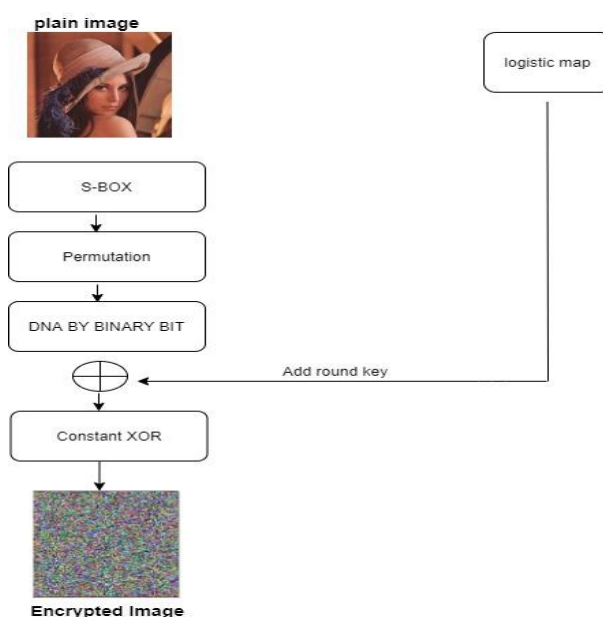 plain image
logistic map
S-BOX
Permutation
DNA BY BINARY BIT
Add round key
Constant XOR
Encrypted Image